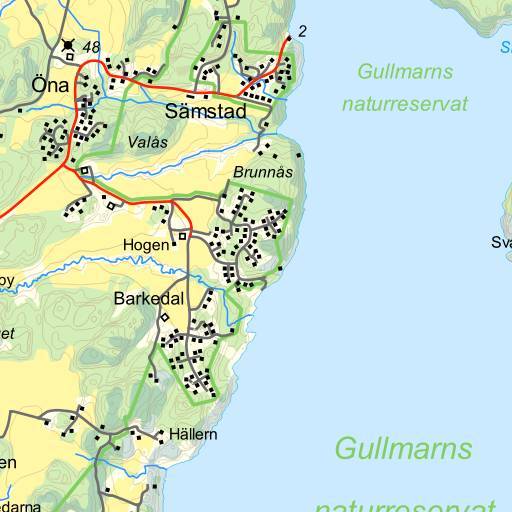 2
48
Öna
Gullmarns
naturreservat
Sämstad
Valås
Brunnås
Hogen
Barkedal
Hällern
Gullmarns
naturreservat